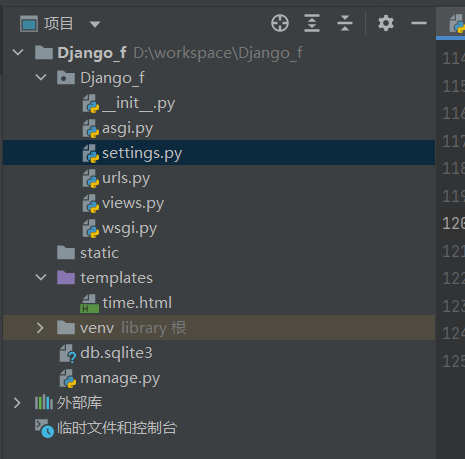 项目
Django_f D:\workspace\Django_f
Django_f
__init__.py
asgi.py
settings.py
urls.py
views.py
wsgi.py
static
templates
time.html
venv library 根
db.sqlite3
manage.py
外部库
临时文件和控制台
114
115
116
117
118
119
120
121
122
123
124
125